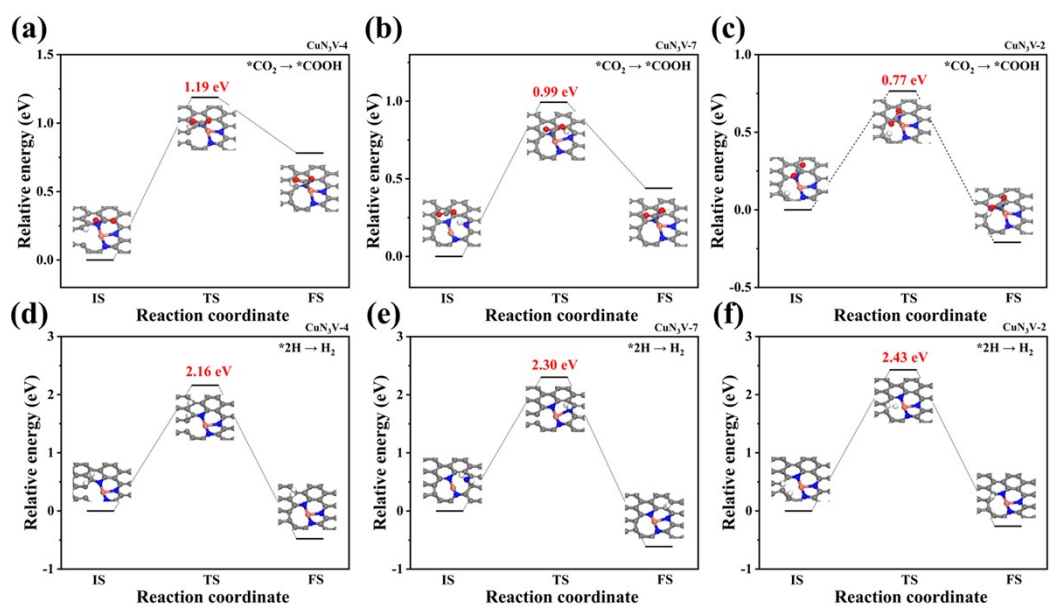 (a)
CuN₃V-4
*CO₂ → *COOH
1.19 eV
Relative energy (eV)
1.5
1.0
0.5
0.0
IS
TS
FS
Reaction coordinate
(b)
CuN₃V-7
*CO₂ → *COOH
0.99 eV
Relative energy (eV)
1.0
0.5
0.0
IS
TS
FS
Reaction coordinate
(c)
CuN₃V-2
*CO₂ → *COOH
0.77 eV
Relative energy (eV)
1.0
0.5
0.0
-0.5
IS
TS
FS
Reaction coordinate
(d)
CuN₃V-4
*2H → H₂
2.16 eV
Relative energy (eV)
3
2
1
0
-1
IS
TS
FS
Reaction coordinate
(e)
CuN₃V-7
*2H → H₂
2.30 eV
Relative energy (eV)
3
2
1
0
-1
IS
TS
FS
Reaction coordinate
(f)
CuN₃V-2
*2H → H₂
2.43 eV
Relative energy (eV)
3
2
1
0
-1
IS
TS
FS
Reaction coordinate